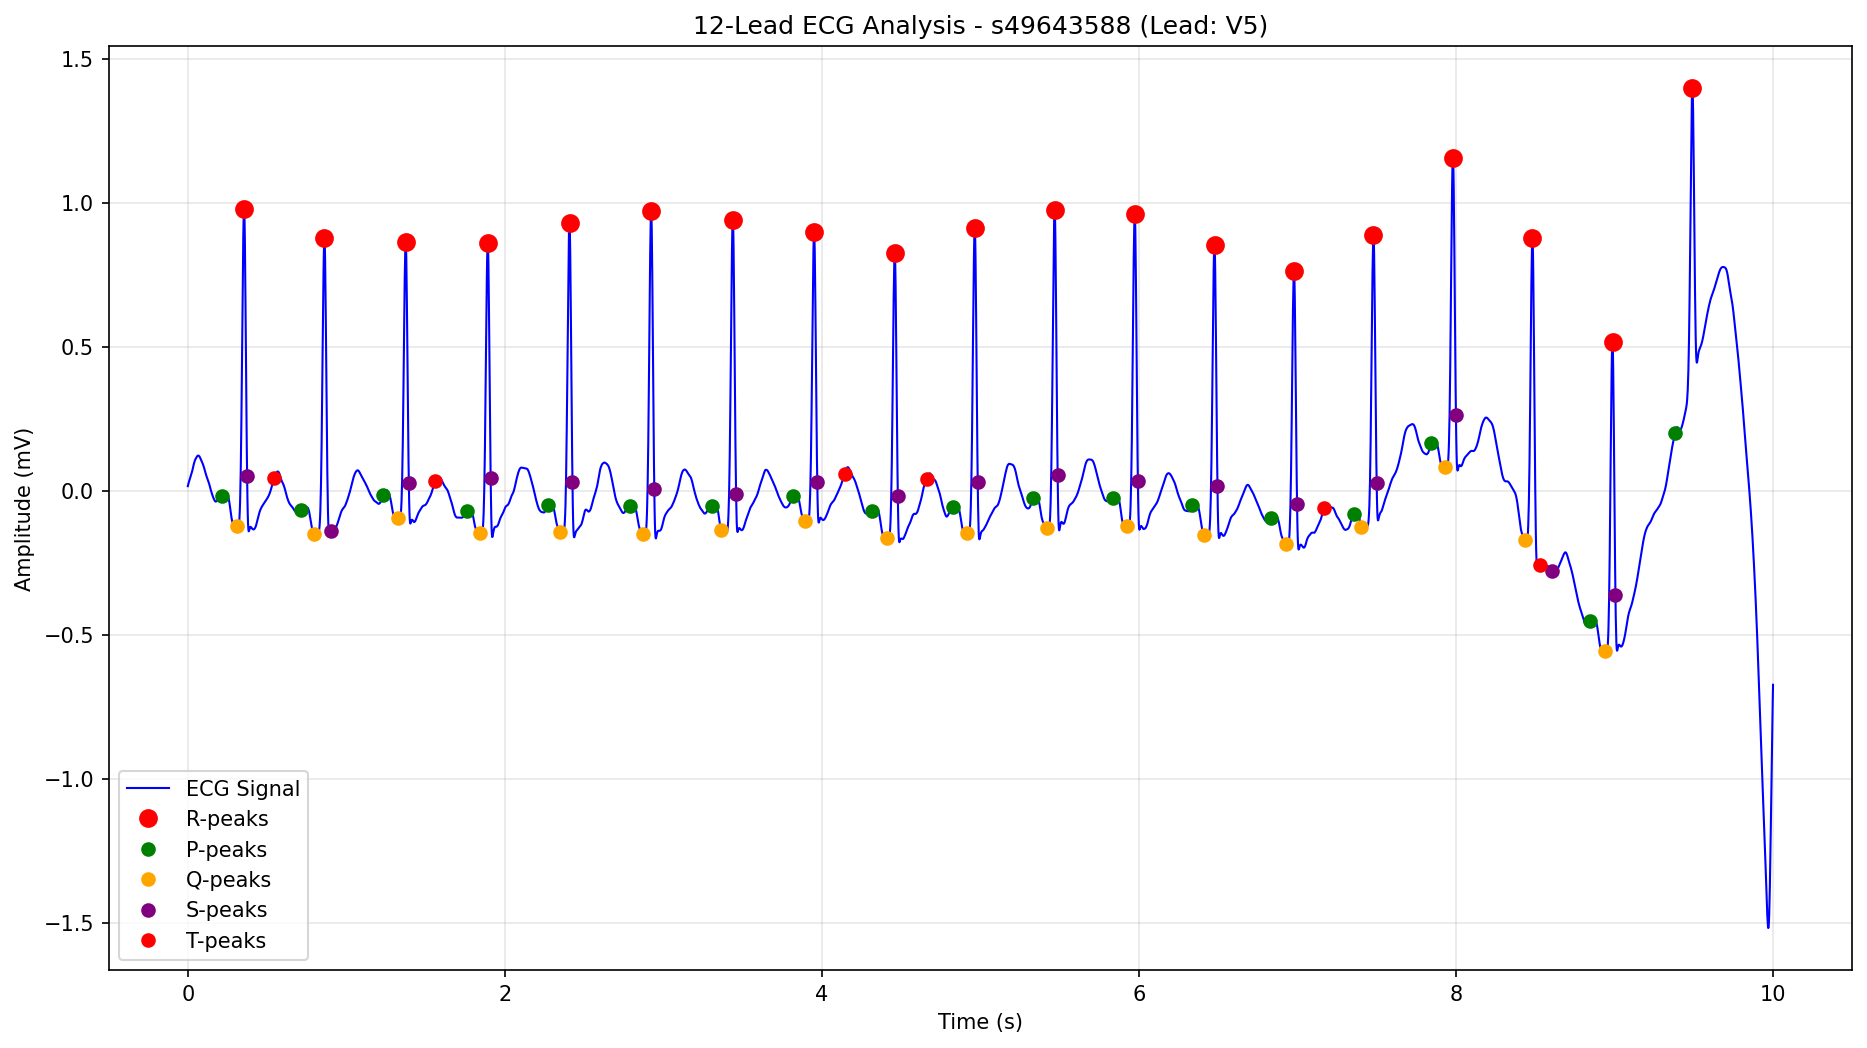 12-Lead ECG Analysis - s49643588 (Lead: V5)
1.5
1.0
0.5
0.0
−0.5
−1.0
−1.5
Amplitude (mV)
ECG Signal
R-peaks
P-peaks
Q-peaks
S-peaks
T-peaks
0 2 4 6 8 10
Time (s)